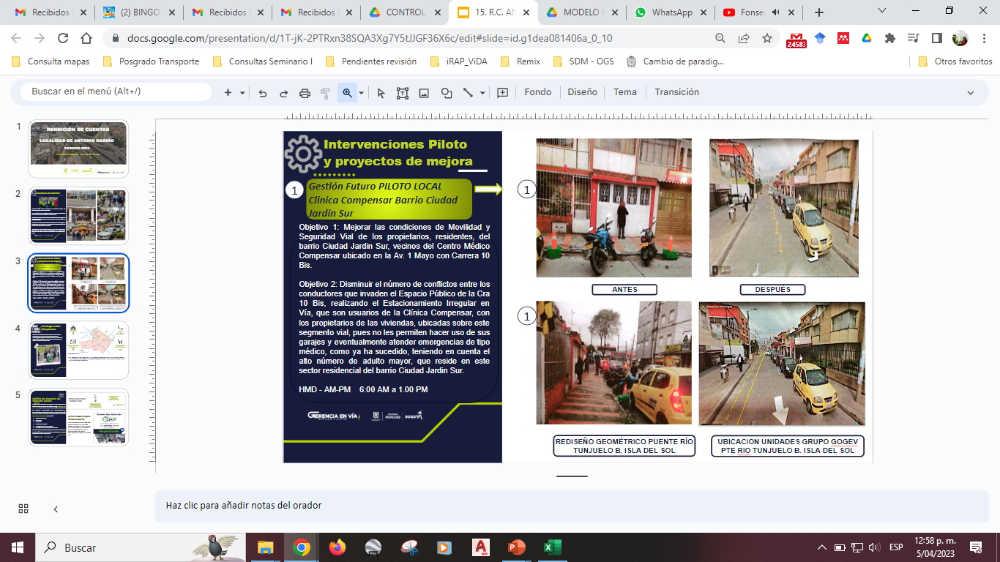 Recibidos
(2) BINGO
Recibidos
Recibidos
CONTROL
15. R.C. AN
MODELO
WhatsApp
Fonse
docs.google.com/presentation/d/1T-jK-2PTRxn38SQA3Xg7Y5tJJGF36X6c/edit#slide=id.g1dea081406a_0_10
24583
Consulta mapas
Posgrado Transporte
Consultas Seminario I
Pendientes revisión
iRAP_ViDA
Remix
SDM - OGS
Cambio de paradig...
Otros favoritos
Buscar en el menú (Alt+/)
Fondo
Diseño
Tema
Transición
1
RENDICIÓN DE CUENTAS
LOCALIDAD DE ANTONIO NARIÑO
PERIODO 2022
2
3
4
5
Intervenciones Piloto
y proyectos de mejora
1
Gestión Futuro PILOTO LOCAL
Clinica Compensar Barrio Ciudad
Jardin Sur
Objetivo 1: Mejorar las condiciones de Movilidad y
Seguridad Vial de los propietarios, residentes, del
barrio Ciudad Jardin Sur, vecinos del Centro Médico
Compensar ubicado en la Av. 1 Mayo con Carrera 10
Bis.
Objetivo 2: Disminuir el número de conflictos entre los
conductores que invaden el Espacio Público de la Cra
10 Bis, realizando el Estacionamiento Irregular en
Vía, que son usuarios de la Clínica Compensar, con
los propietarios de las viviendas, ubicadas sobre este
segmento vial, pues no les permiten hacer uso de sus
garajes y eventualmente atender emergencias de tipo
médico, como ya ha sucedido, teniendo en cuenta el
alto número de adulto mayor, que reside en este
sector residencial del barrio Ciudad Jardin Sur.
HMD - AM-PM 6:00 AM a 1.00 PM
GERENCIA EN VÍA
BOGOTÁ
1
ANTES
DESPUÉS
1
REDISEÑO GEOMÉTRICO PUENTE RÍO
TUNJUELO B. ISLA DEL SOL
UBICACION UNIDADES GRUPO GOGEV
PTE RIO TUNJUELO B. ISLA DEL SOL
Haz clic para añadir notas del orador
Buscar
ESP
12:58 p. m.
5/04/2023